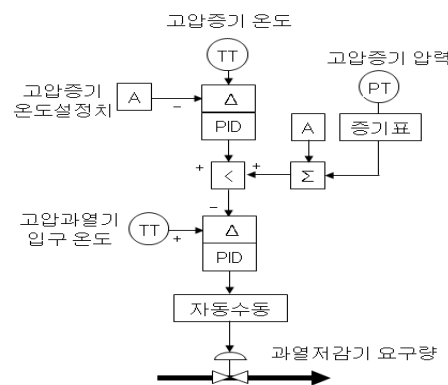 고압증기 온도
TT
고압증기 압력
고압증기
온도설정치
A
−
Δ
PID
PT
A
증기표
+
<
+
Σ
−
고압과열기
입구 온도
TT
+
Δ
PID
자동수동
과열저감기 요구량